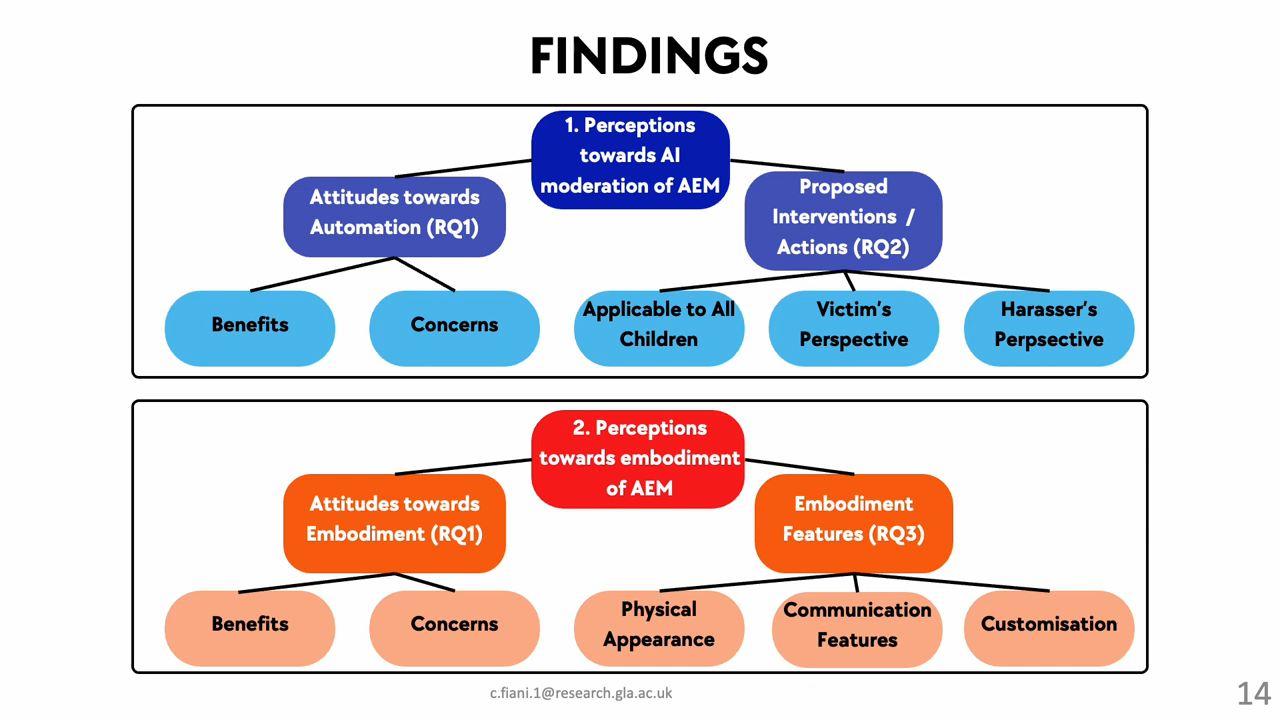 FINDINGS
1. Perceptions
towards AI
moderation of AEM
Attitudes towards
Automation (RQ1)
Proposed
Interventions /
Actions (RQ2)
Benefits
Concerns
Applicable to All
Children
Victim's
Perspective
Harasser's
Perpsective
2. Perceptions
towards embodiment
of AEM
Attitudes towards
Embodiment (RQ1)
Embodiment
Features (RQ3)
Benefits
Concerns
Physical
Appearance
Communication
Features
Customisation
c.fiani.1@research.gla.ac.uk
14